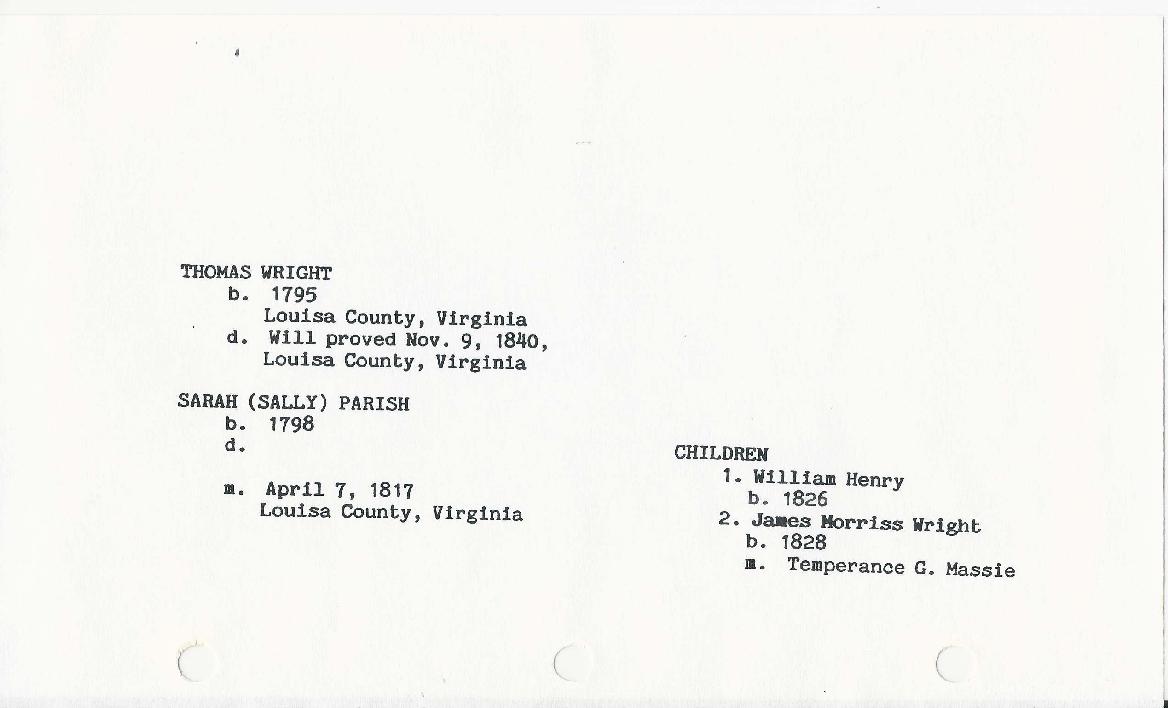 THOMAS WRIGHT
b. 1795
Louisa County, Virginia
d. Will proved Nov. 9, 1840,
Louisa County, Virginia
SARAH (SALLY) PARISH
b. 1798
d.
m. April 7, 1817
Louisa County, Virginia
CHILDREN
1. William Henry
b. 1826
2. James Morriss Wright
b. 1828
m. Temperance G. Massie